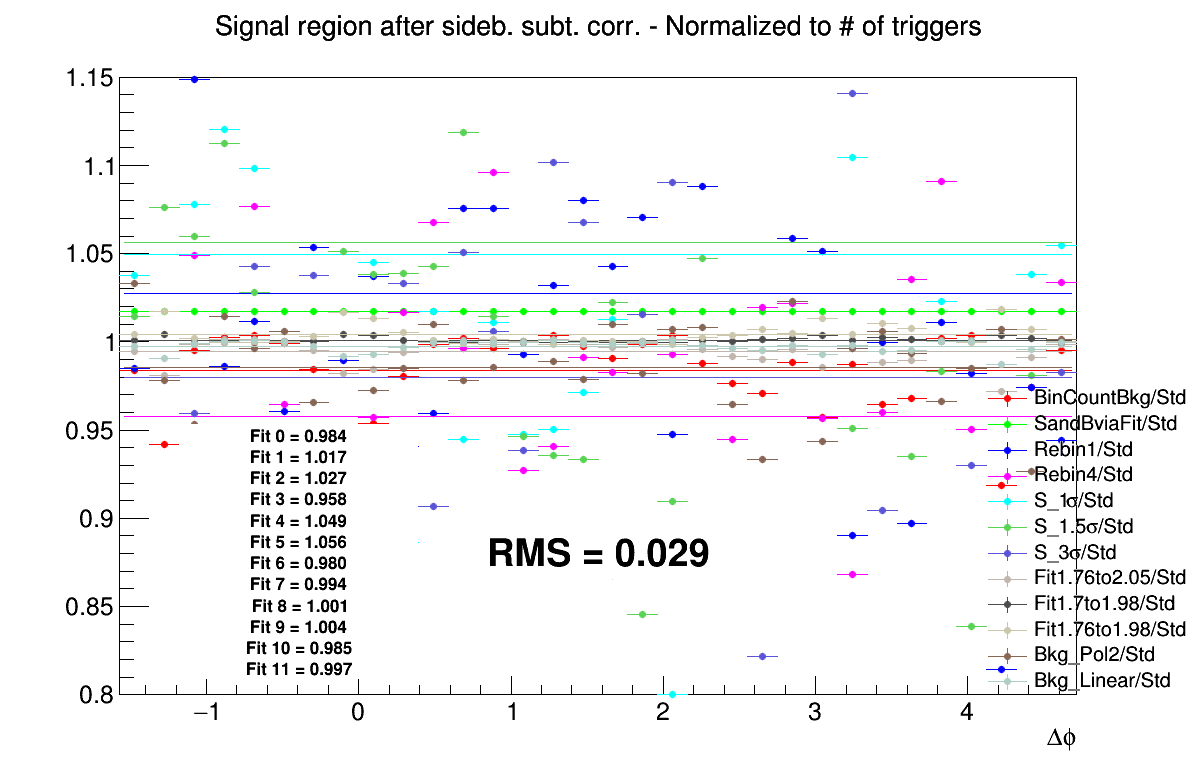 Signal region after sideb. subt. corr. - Normalized to # of triggers
1.15
1.1
1.05
1
0.95
0.9
0.85
0.8
Fit 0 = 0.984
Fit 1 = 1.017
Fit 2 = 1.027
Fit 3 = 0.958
Fit 4 = 1.049
Fit 5 = 1.056
Fit 6 = 0.980
Fit 7 = 0.994
Fit 8 = 1.001
Fit 9 = 1.004
Fit 10 = 0.985
Fit 11 = 0.997
RMS = 0.029
BinCountBkg/Std
SandBviaFit/Std
Rebin1/Std
Rebin4/Std
S_1σ/Std
S_1.5σ/Std
S_3σ/Std
Fit1.76to2.05/Std
Fit1.7to1.98/Std
Fit1.76to1.98/Std
Bkg_Pol2/Std
Bkg_Linear/Std
−1 0 1 2 3 4
Δϕ